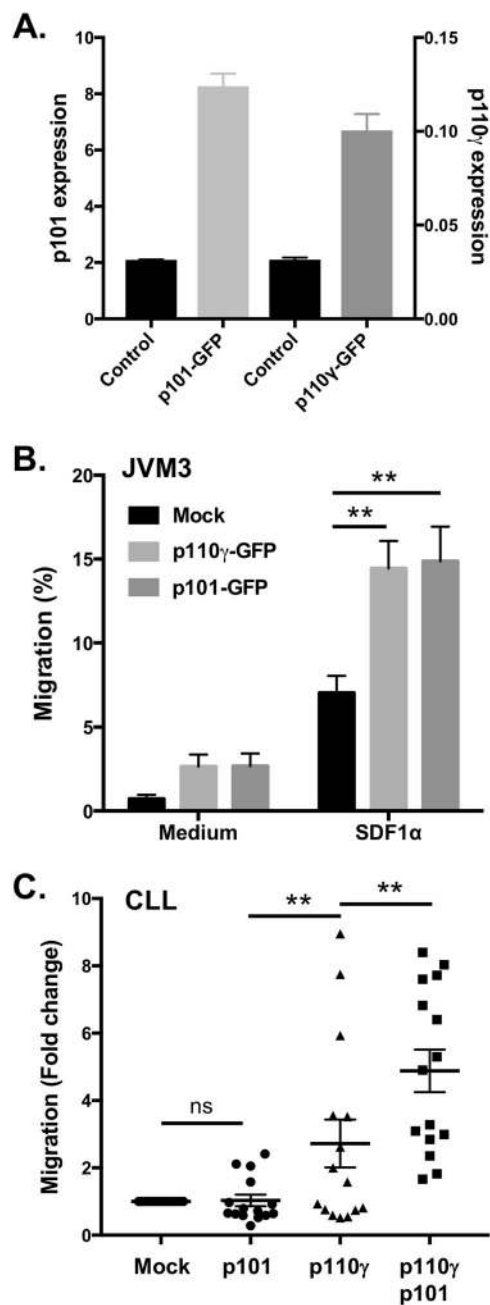 A.
p101 expression
10
8
6
4
2
0
0.15
0.10
0.05
0.00
p110γ expression
Control
p101-GFP
Control
p110γ-GFP
B.
JVM3
Mock
p110γ-GFP
p101-GFP
**
**
Migration (%)
20
15
10
5
0
Medium
SDF1α
C.
CLL
ns
**
**
Migration (Fold change)
10
8
6
4
2
0
Mock
p101
p110γ
p110γ
p101